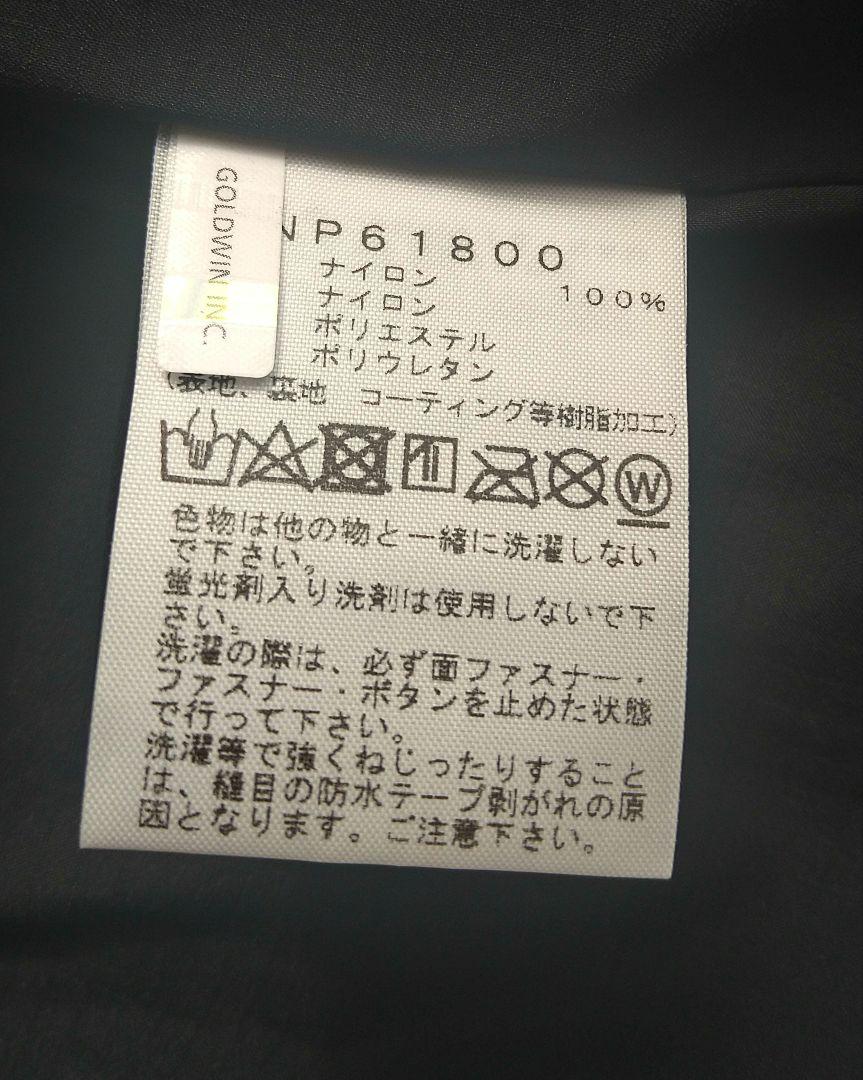 GOLDWIN INC.
NP61800
ナイロン 100%
ナイロン
ポリエステル
ポリウレタン
(表地、裏地 コーティング等樹脂加工)
W
色物は他の物と一緒に洗濯しない
で下さい。
蛍光剤入り洗剤は使用しないで下
さい。
洗濯の際は、必ず面ファスナー・
ファスナー・ボタンを止めた状態
で行って下さい。
洗濯等で強くねじったりすること
は、縫目の防水テープ剥がれの原
因となります。ご注意下さい。